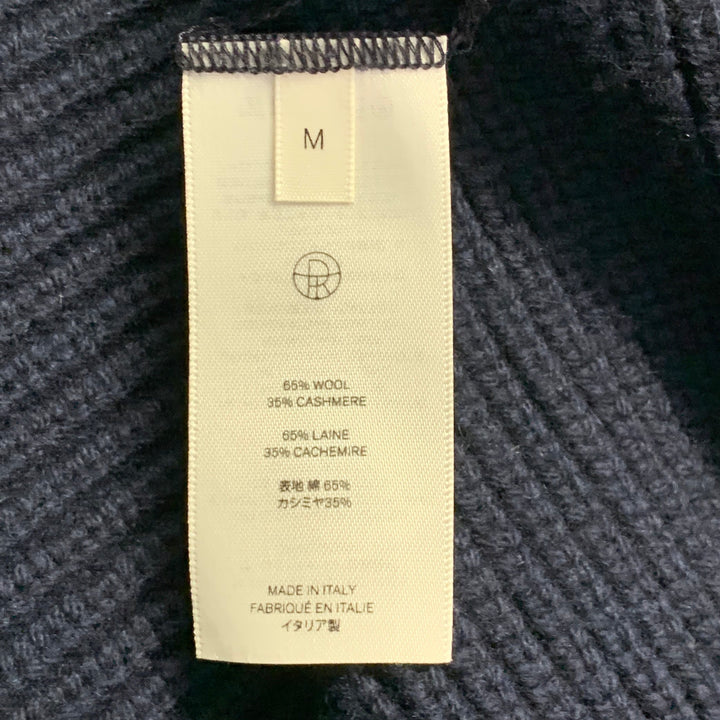 M
65% WOOL
35% CASHMERE
65% LAINE
35% CACHEMIRE
表地 綿 65%
カシミヤ35%
MADE IN ITALY
FABRIQUÉ EN ITALIE
イタリア製